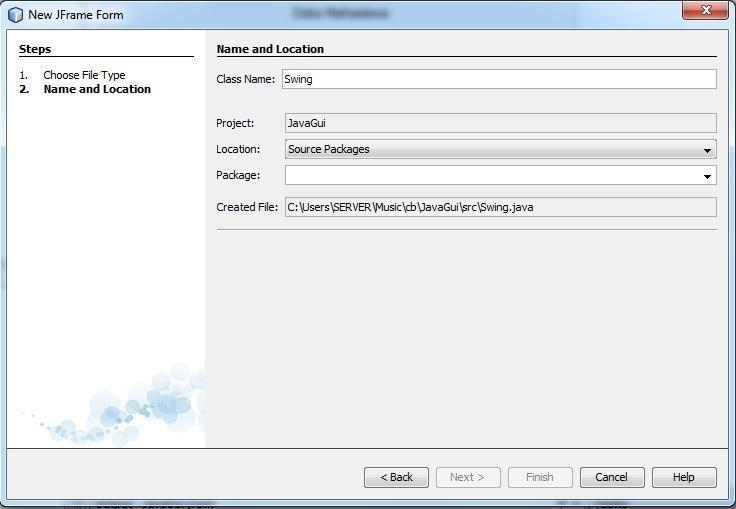 New JFrame Form
Data Mahasiswa
Steps
1. Choose File Type
2. Name and Location
Name and Location
Class Name: Swing
Project: JavaGui
Location: Source Packages
Package:
Created File: C:\Users\SERVER\Music\cb\JavaGui\src\Swing.java
< Back
Next >
Finish
Cancel
Help